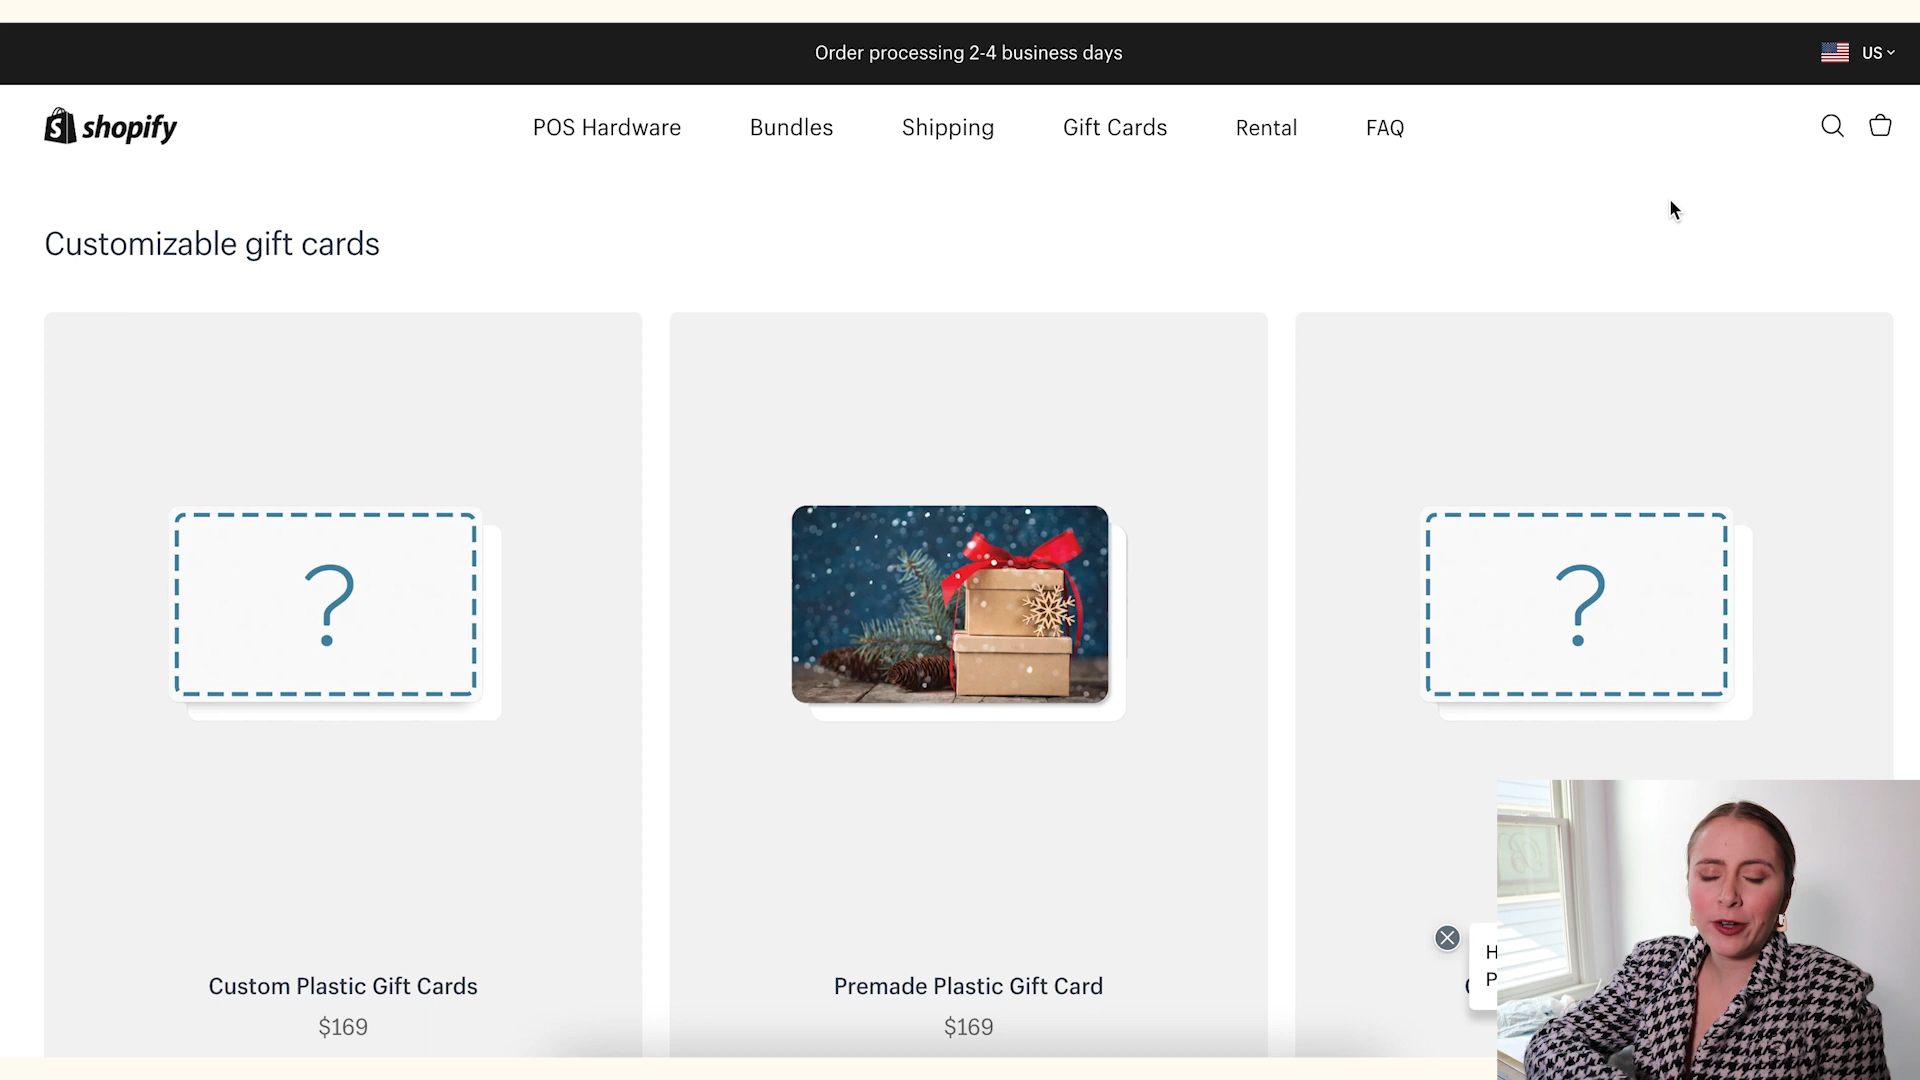 Order processing 2-4 business days
US
shopify
POS Hardware
Bundles
Shipping
Gift Cards
Rental
FAQ
Customizable gift cards
?
?
Custom Plastic Gift Cards
$169
Premade Plastic Gift Card
$169